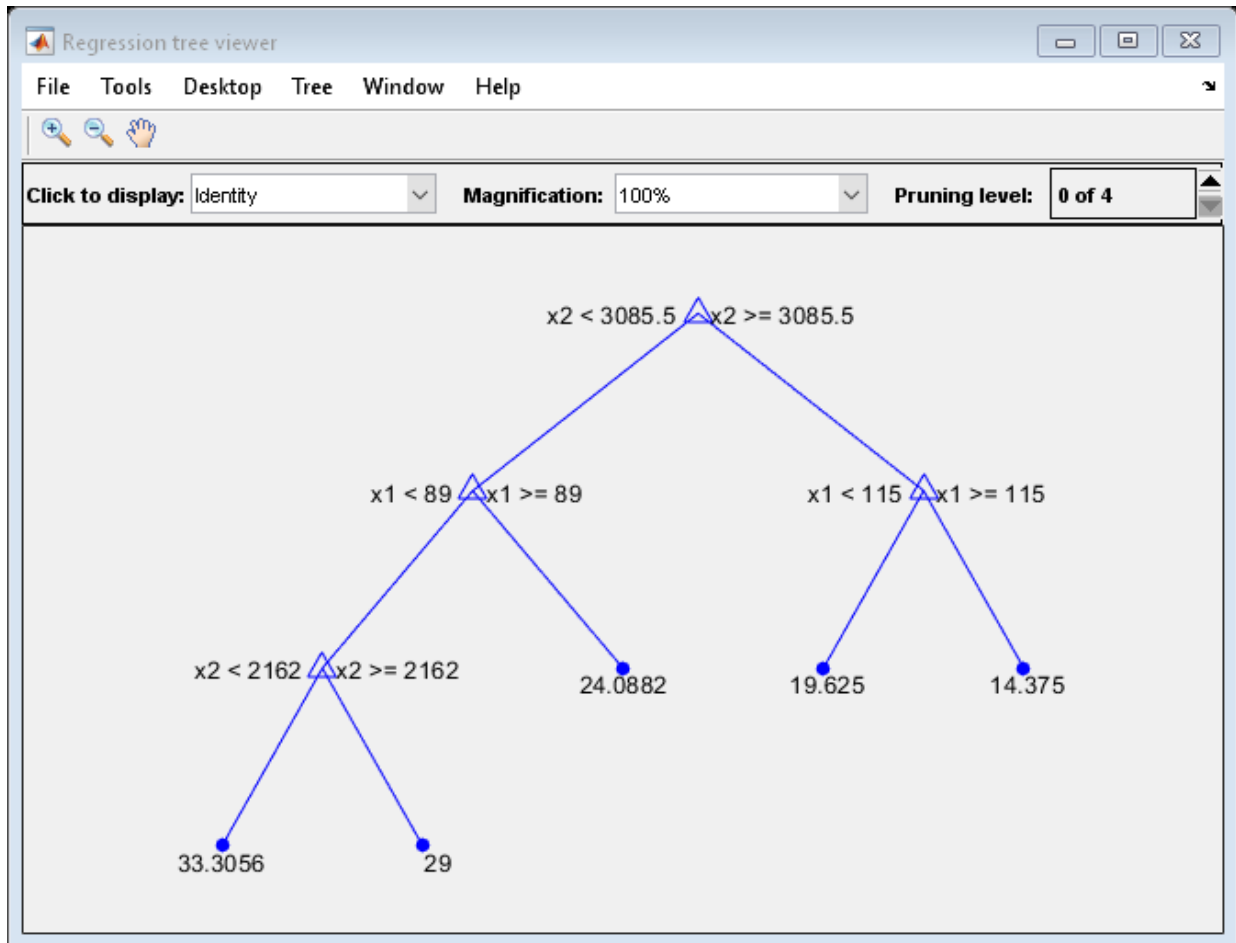 Regression tree viewer
File Tools Desktop Tree Window Help
Click to display: Identity Magnification: 100% Pruning level: 0 of 4
x2 < 3085.5 x2 >= 3085.5
x1 < 89 x1 >= 89 x1 < 115 x1 >= 115
x2 < 2162 x2 >= 2162 24.0882 19.625 14.375
33.3056 29